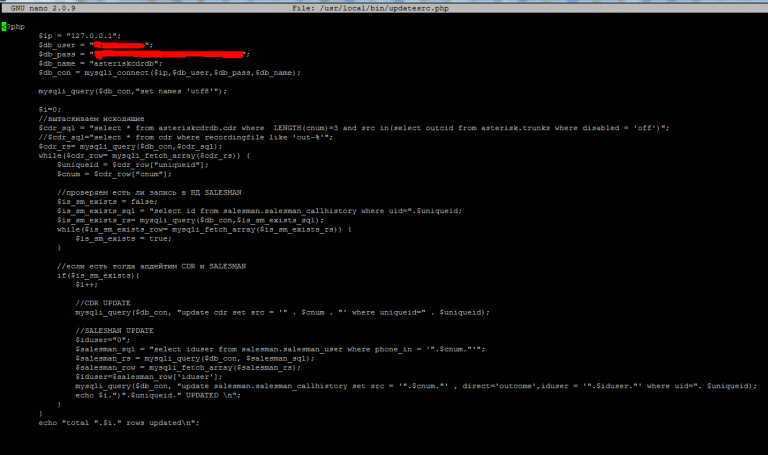 GNU nano 2.0.9 File: /usr/local/bin/updatesrc.php
<?php
$ip = "127.0.0.1";
$db_user = "";
$db_pass = "";
$db_name = "asteriskcdrdb";
$db_con = mysqli_connect($ip,$db_user,$db_pass,$db_name);
mysqli_query($db_con,"set names 'utf8'");
$i=0;
//вытаскиваем исходящие
$cdr_sql = "select * from asteriskcdrdb.cdr where LENGTH(cnum)=3 and src in(select outcid from asterisk.trunks where disabled = 'off')";
//$cdr_sql="select * from cdr where recordingfile like 'out-%'";
$cdr_rs= mysqli_query($db_con,$cdr_sql);
while($cdr_row= mysqli_fetch_array($cdr_rs)) {
$uniqueid = $cdr_row["uniqueid"];
$cnum = $cdr_row["cnum"];
//проверяем есть ли запись в БД SALESMAN
$is_sm_exists = false;
$is_sm_exists_sql = "select id from salesman.salesman_callhistory where uid=".$uniqueid;
$is_sm_exists_rs= mysqli_query($db_con,$is_sm_exists_sql);
while($is_sm_exists_row= mysqli_fetch_array($is_sm_exists_rs)) {
$is_sm_exists = true;
}
//если есть тогда апдейтим CDR и SALESMAN
if($is_sm_exists){
$i++;
//CDR UPDATE
mysqli_query($db_con, "update cdr set src = '" . $cnum . "' where uniqueid=" . $uniqueid);
//SALESMAN UPDATE
$iduser="0";
$salesman_sql = "select iduser from salesman.salesman_user where phone_in = '".$cnum."'";
$salesman_rs = mysqli_query($db_con, $salesman_sql);
$salesman_row = mysqli_fetch_array($salesman_rs);
$iduser=$salesman_row['iduser'];
mysqli_query($db_con, "update salesman.salesman_callhistory set src = '".$cnum."' , direct='outcome',iduser = '".$iduser."' where uid=". $uniqueid);
echo $i.")".$uniqueid." UPDATED \n";
}
}
echo "total ".$i." rows updated\n";